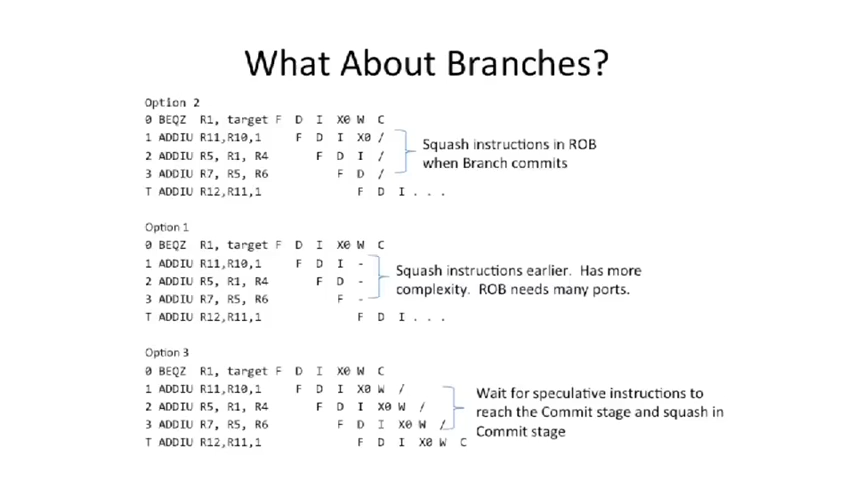 What About Branches?
Option 2
0 BEQZ R1, target F D I X0 W C
1 ADDIU R11,R10,1 F D I X0 /
Squash instructions in ROB
2 ADDIU R5, R1, R4 F D I /
when Branch commits
3 ADDIU R7, R5, R6 F D /
T ADDIU R12,R11,1 F D I . . .
Option 1
0 BEQZ R1, target F D I X0 W C
1 ADDIU R11,R10,1 F D I -
Squash instructions earlier. Has more
2 ADDIU R5, R1, R4 F D -
complexity. ROB needs many ports.
3 ADDIU R7, R5, R6 F -
T ADDIU R12,R11,1 F D I . . .
Option 3
0 BEQZ R1, target F D I X0 W C
1 ADDIU R11,R10,1 F D I X0 W /
Wait for speculative instructions to
2 ADDIU R5, R1, R4 F D I X0 W /
reach the Commit stage and squash in
3 ADDIU R7, R5, R6 F D I X0 W /
Commit stage
T ADDIU R12,R11,1 F D I X0 W C